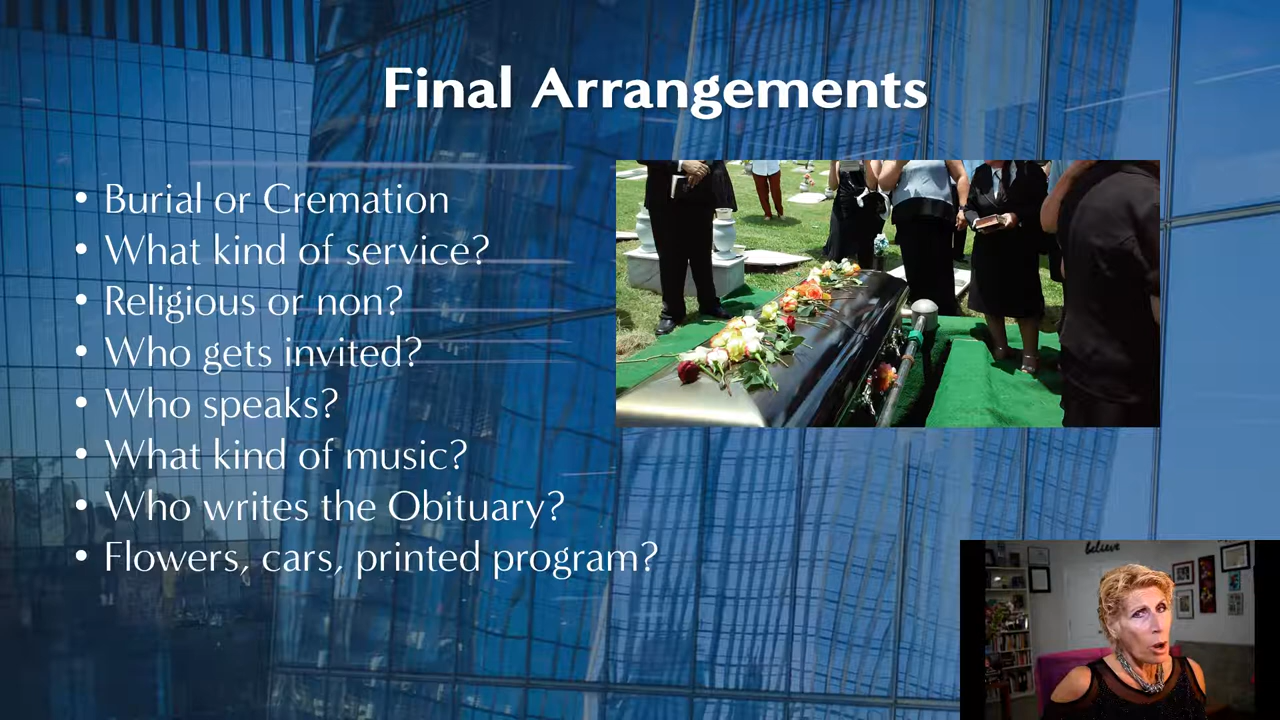 Final Arrangements
• Burial or Cremation
• What kind of service?
• Religious or non?
• Who gets invited?
• Who speaks?
• What kind of music?
• Who writes the Obituary?
• Flowers, cars, printed program?
believe